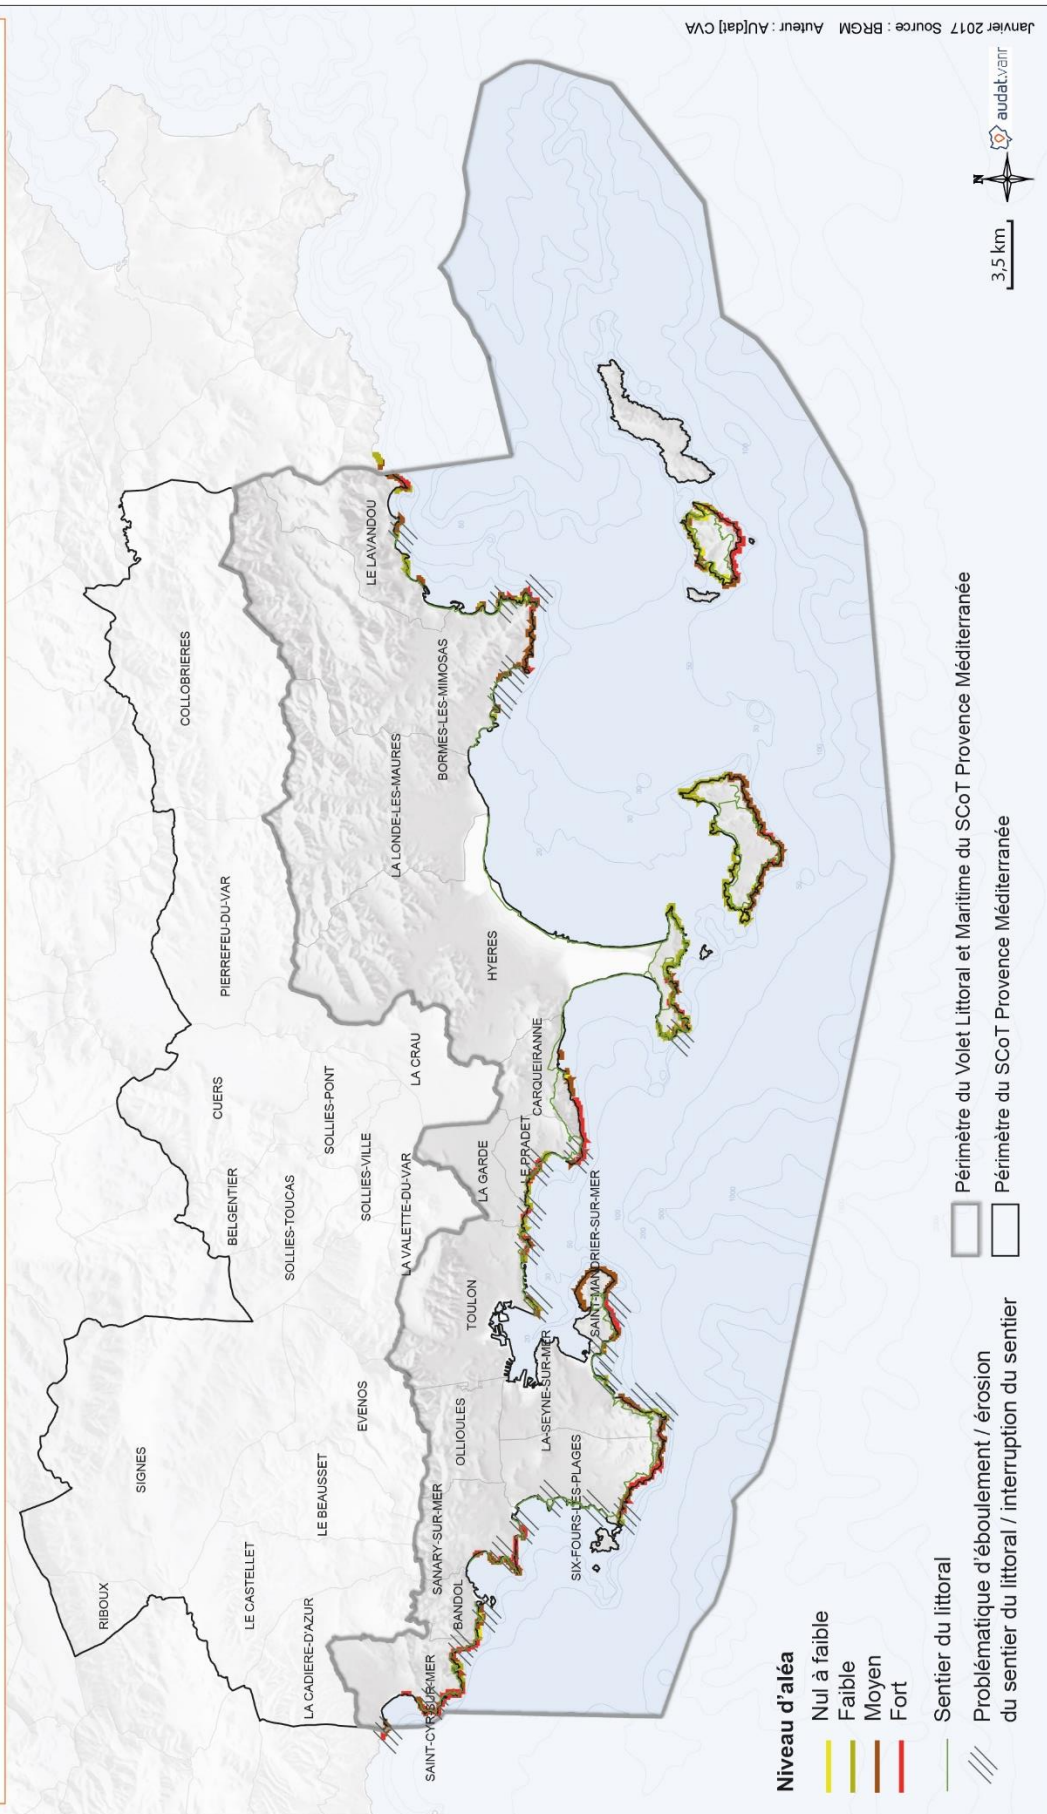 RIBOUX
SIGNES
LE CASTELLET
LA CADIERE-D'AZUR
LE BEAUSSET
EVENOS
SAINT-CYR-SUR-MER
BANDOL
SANARY-SUR-MER
OLLIOULES
SIX-FOURS-LES-PLAGES
LA-SEYNE-SUR-MER
TOULON
SAINT-MANDRIER-SUR-MER
BELGENTIER
SOLLIES-TOUCAS
CUERS
SOLLIES-PONT
SOLLIES-VILLE
LA VALETTE-DU-VAR
LA CRAU
LA GARDE
LE PRADET
CARQUEIRANNE
PIERREFEU-DU-VAR
HYERES
COLLOBRIERES
LA LONDE-LES-MAURES
BORMES-LES-MIMOSAS
LE LAVANDOU
Niveau d'aléa
Nul à faible
Faible
Moyen
Fort
Sentier du littoral
Problématique d'éboulement / érosion
du sentier du littoral / interruption du sentier
Périmètre du Volet Littoral et Maritime du SCoT Provence Méditerranée
Périmètre du SCoT Provence Méditerranée
3,5 km
N
audat.var
Janvier 2017 Source : BRGM Auteur : AU[dat] CVA